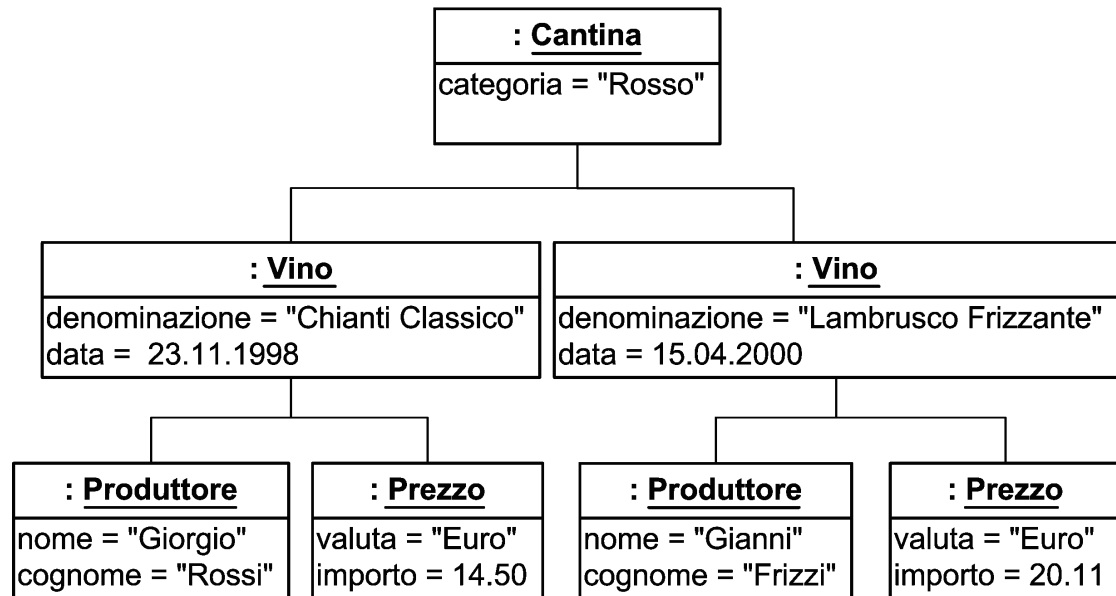 : Cantina
categoria = "Rosso"
: Vino
denominazione = "Chianti Classico"
data = 23.11.1998
: Vino
denominazione = "Lambrusco Frizzante"
data = 15.04.2000
: Produttore
nome = "Giorgio"
cognome = "Rossi"
: Prezzo
valuta = "Euro"
importo = 14.50
: Produttore
nome = "Gianni"
cognome = "Frizzi"
: Prezzo
valuta = "Euro"
importo = 20.11